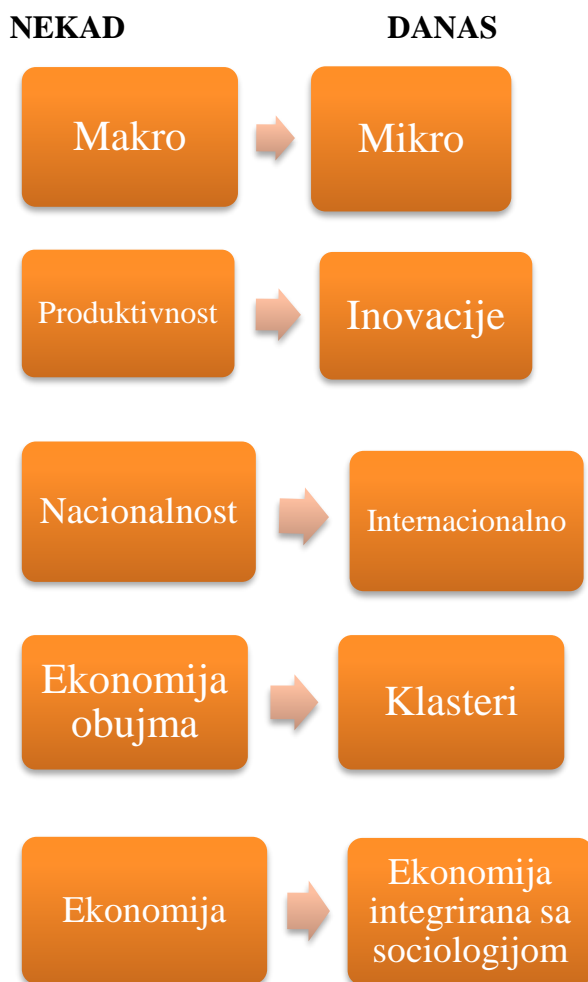 NEKAD DANAS
Makro
Mikro
Produktivnost
Inovacije
Nacionalnost
Internacionalno
Ekonomija
obujma
Klasteri
Ekonomija
Ekonomija
integrirana sa
sociologijom